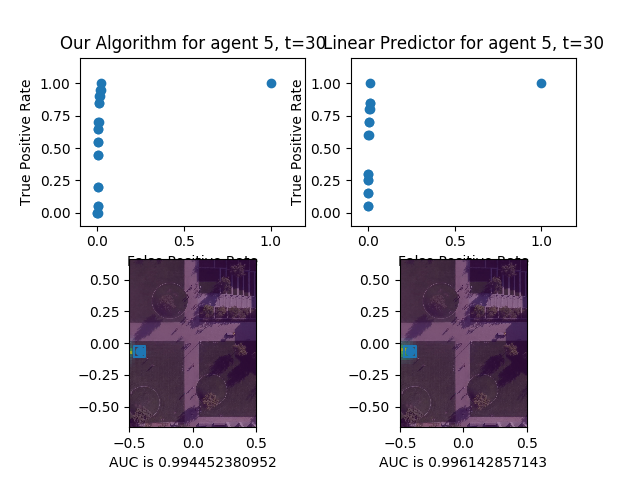 Our Algorithm for agent 5, t=30
Linear Predictor for agent 5, t=30
True Positive Rate
1.00
0.75
0.50
0.25
0.00
0.0 0.5 1.0
False Positive Rate
True Positive Rate
1.00
0.75
0.50
0.25
0.00
0.0 0.5 1.0
False Positive Rate
0.50
0.25
0.00
−0.25
−0.50
−0.5 0.0 0.5
AUC is 0.994452380952
0.50
0.25
0.00
−0.25
−0.50
−0.5 0.0 0.5
AUC is 0.996142857143